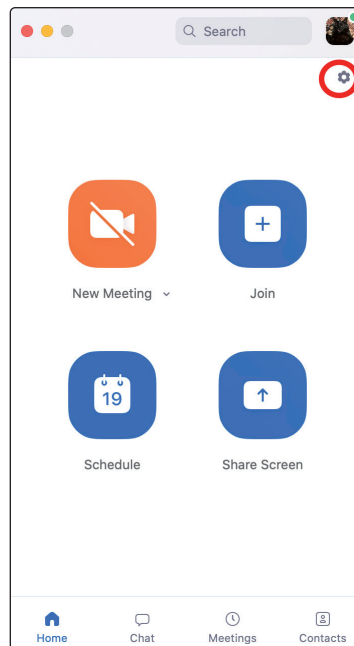 Search
New Meeting
Join
19
Schedule
Share Screen
Home
Chat
Meetings
Contacts